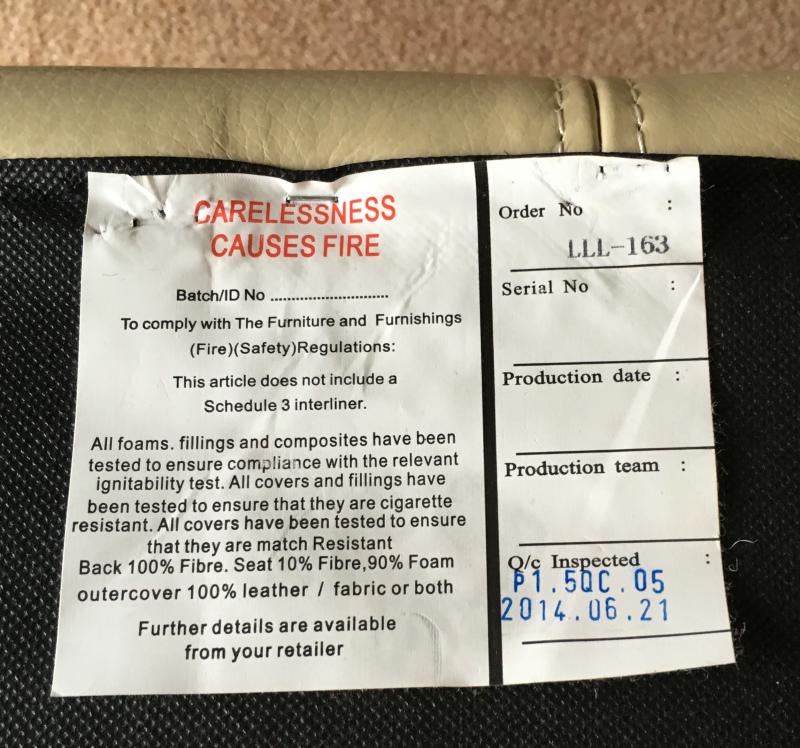 CARELESSNESS
CAUSES FIRE
Batch/ID No ............................
To comply with The Furniture and Furnishings
(Fire)(Safety)Regulations:
This article does not include a
Schedule 3 interliner.
All foams. fillings and composites have been
tested to ensure compliance with the relevant
ignitability test. All covers and fillings have
been tested to ensure that they are cigarette
resistant. All covers have been tested to ensure
that they are match Resistant
Back 100% Fibre. Seat 10% Fibre,90% Foam
outercover 100% leather / fabric or both
Further details are available
from your retailer
Order No :
LLL-163
Serial No :
Production date :
Production team :
Q/c Inspected :
P1.5QC.05
2014.06.21